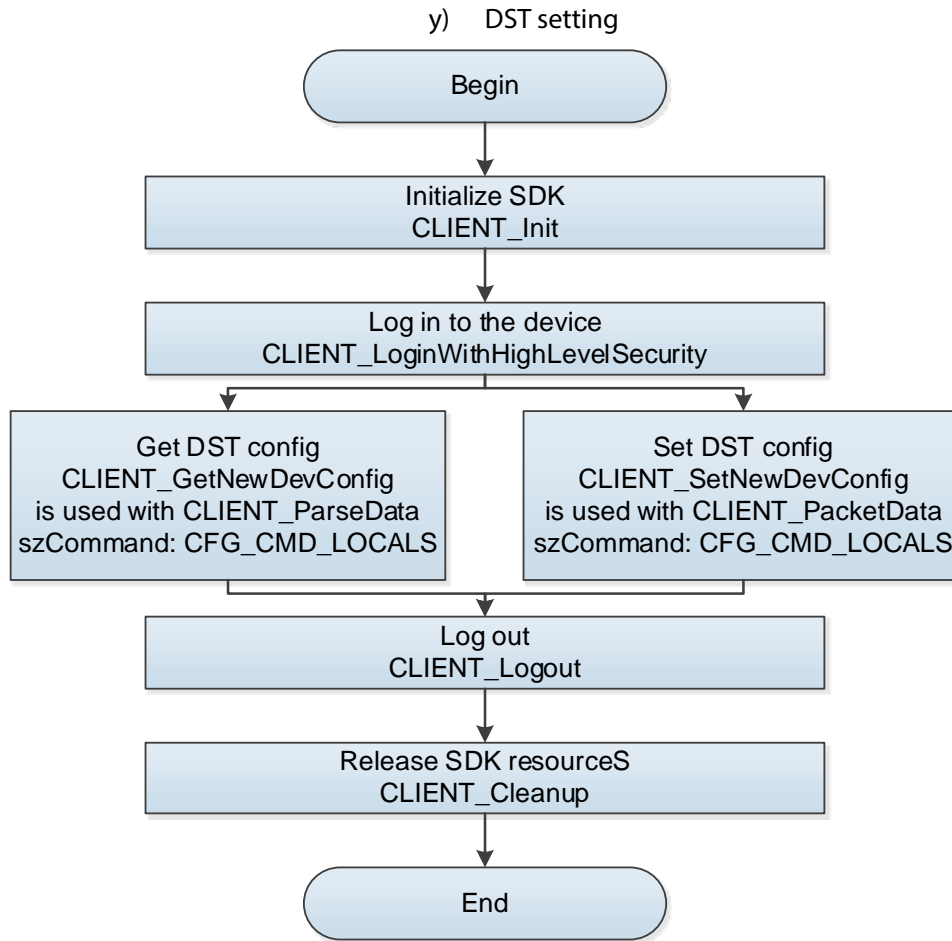 y) DST setting
Begin
Initialize SDK
CLIENT_Init
Log in to the device
CLIENT_LoginWithHighLevelSecurity
Get DST config
CLIENT_GetNewDevConfig
is used with CLIENT_ParseData
szCommand: CFG_CMD_LOCALS
Set DST config
CLIENT_SetNewDevConfig
is used with CLIENT_PacketData
szCommand: CFG_CMD_LOCALS
Log out
CLIENT_Logout
Release SDK resourceS
CLIENT_Cleanup
End